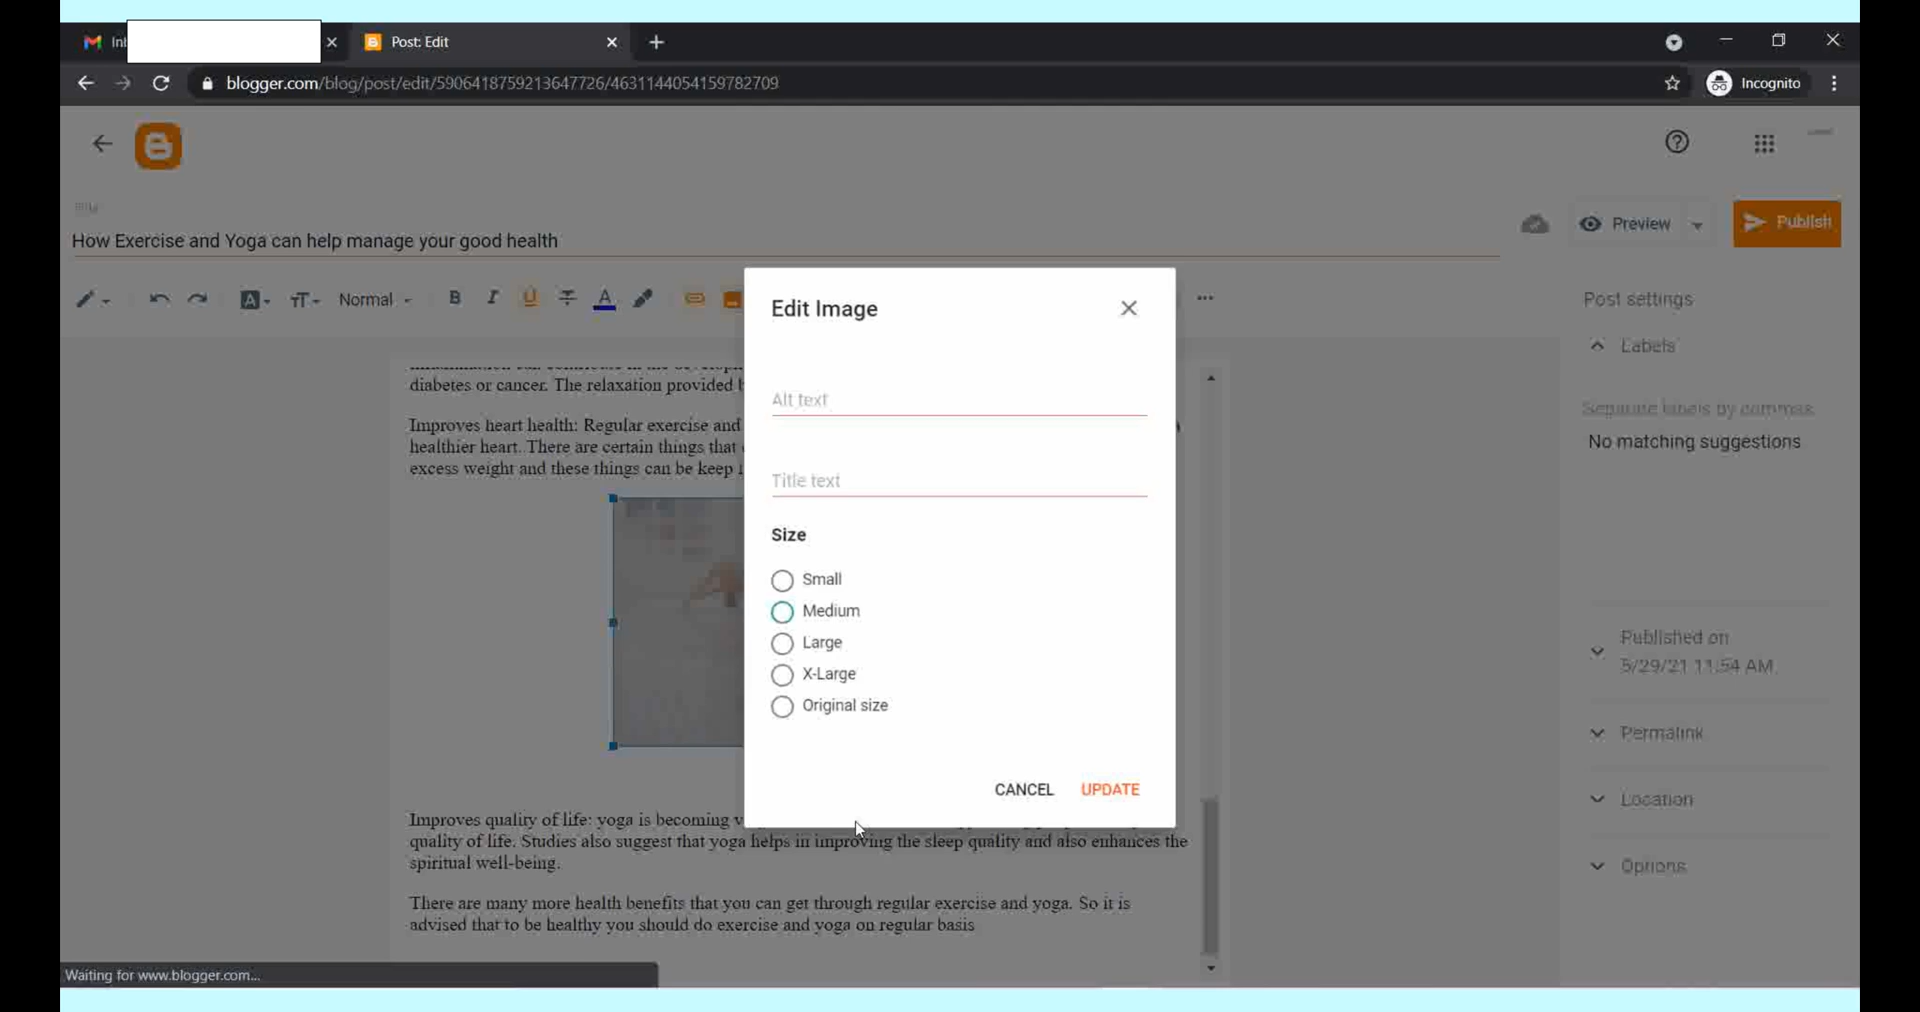 Post: Edit
blogger.com/blog/post/edit/5906418759213647726/4631144054159782709
Incognito
Title
How Exercise and Yoga can help manage your good health
Preview
Publish
Normal
B I U A
Edit Image
Alt text
Title text
Size
Small
Medium
Large
X-Large
Original size
CANCEL
UPDATE
diabetes or cancer. The relaxation provided
Improves heart health: Regular exercise and
healthier heart. There are certain things that
excess weight and these things can be keep
Improves quality of life: yoga is becoming
quality of life. Studies also suggest that yoga helps in improving the sleep quality and also enhances the
spiritual well-being.
There are many more health benefits that you can get through regular exercise and yoga. So it is
advised that to be healthy you should do exercise and yoga on regular basis
Post settings
Labels
Separate labels by commas
No matching suggestions
Published on
5/29/21 11:54 AM
Permalink
Location
Options
Waiting for www.blogger.com...